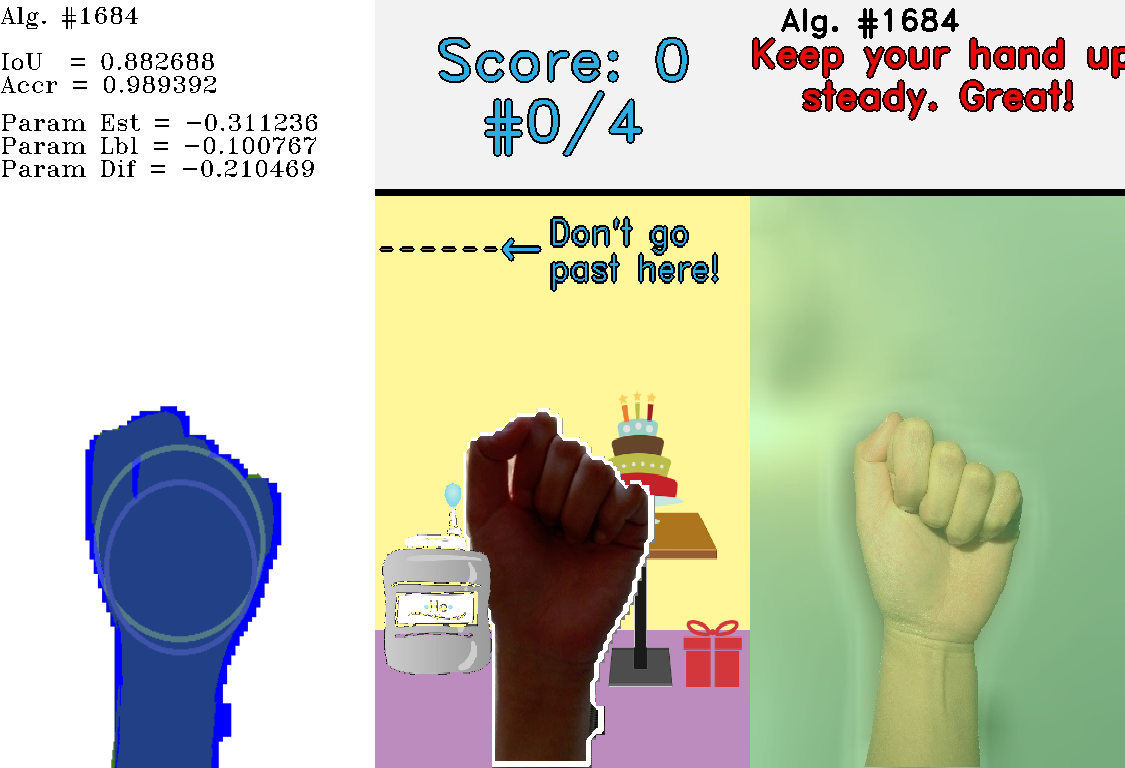 Alg. #1684
IoU = 0.882688
Accr = 0.989392
Param Est = −0.311236
Param Lbl = −0.100767
Param Dif = −0.210469
Score: 0
#0/4
Alg. #1684
Keep your hand up
steady. Great!
Don't go
past here!